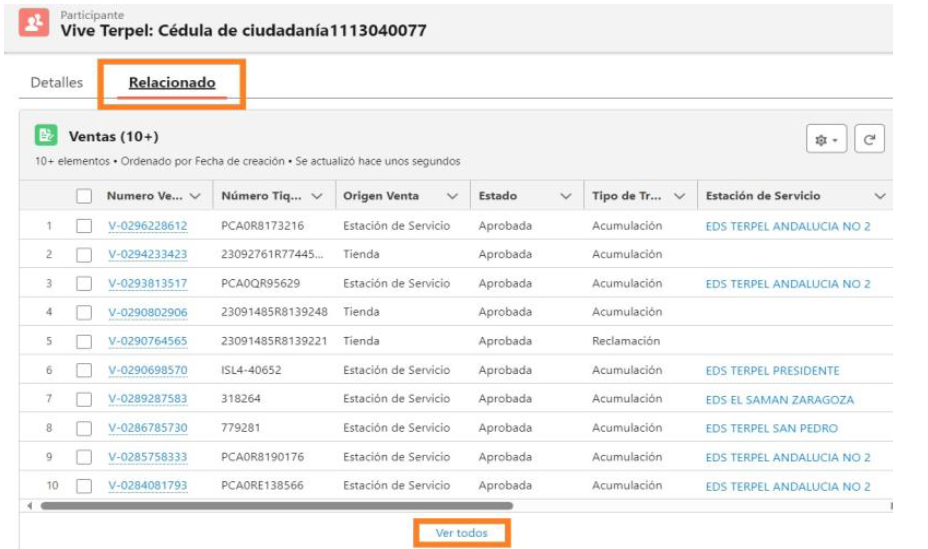 Participante
Vive Terpel: Cédula de ciudadanía1113040077
Detalles Relacionado
Ventas (10+)
10+ elementos • Ordenado por Fecha de creación • Se actualizó hace unos segundos
Numero Ve... Número Tiq... Origen Venta Estado Tipo de Tr... Estación de Servicio
1 V-0296228612 PCA0R8173216 Estación de Servicio Aprobada Acumulación EDS TERPEL ANDALUCIA NO 2
2 V-0294233423 23092761R77445... Tienda Aprobada Acumulación
3 V-0293813517 PCA0QR95629 Estación de Servicio Aprobada Acumulación EDS TERPEL ANDALUCIA NO 2
4 V-0290802906 23091485R8139248 Tienda Aprobada Acumulación
5 V-0290764565 23091485R8139221 Tienda Aprobada Reclamación
6 V-0290698570 ISL4-40652 Estación de Servicio Aprobada Acumulación EDS TERPEL PRESIDENTE
7 V-0289287583 318264 Estación de Servicio Aprobada Acumulación EDS EL SAMAN ZARAGOZA
8 V-0286785730 779281 Estación de Servicio Aprobada Acumulación EDS TERPEL SAN PEDRO
9 V-0285758333 PCA0R8190176 Estación de Servicio Aprobada Acumulación EDS TERPEL ANDALUCIA NO 2
10 V-0284081793 PCA0RE138566 Estación de Servicio Aprobada Acumulación EDS TERPEL ANDALUCIA NO 2
Ver todos